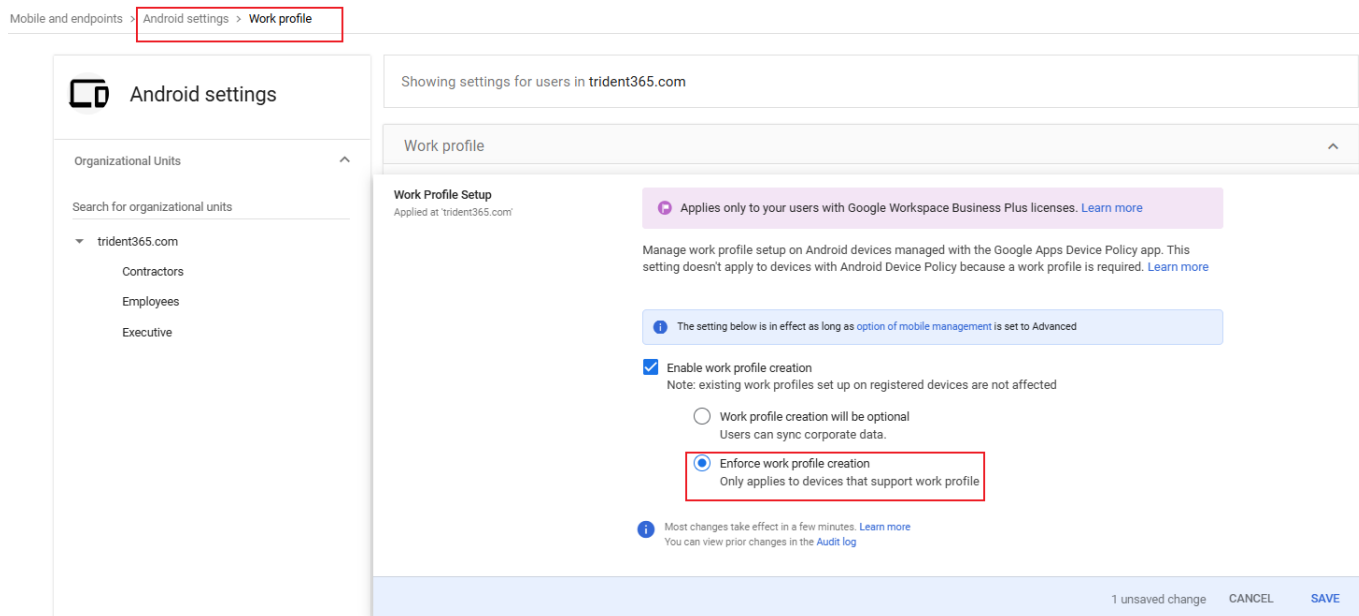 Mobile and endpoints > Android settings > Work profile
Android settings
Organizational Units
Search for organizational units
trident365.com
Contractors
Employees
Executive
Showing settings for users in trident365.com
Work profile
Work Profile Setup
Applied at 'trident365.com'
Applies only to your users with Google Workspace Business Plus licenses. Learn more
Manage work profile setup on Android devices managed with the Google Apps Device Policy app. This
setting doesn't apply to devices with Android Device Policy because a work profile is required. Learn more
The setting below is in effect as long as option of mobile management is set to Advanced
Enable work profile creation
Note: existing work profiles set up on registered devices are not affected
Work profile creation will be optional
Users can sync corporate data.
Enforce work profile creation
Only applies to devices that support work profile
Most changes take effect in a few minutes. Learn more
You can view prior changes in the Audit log
1 unsaved change CANCEL SAVE